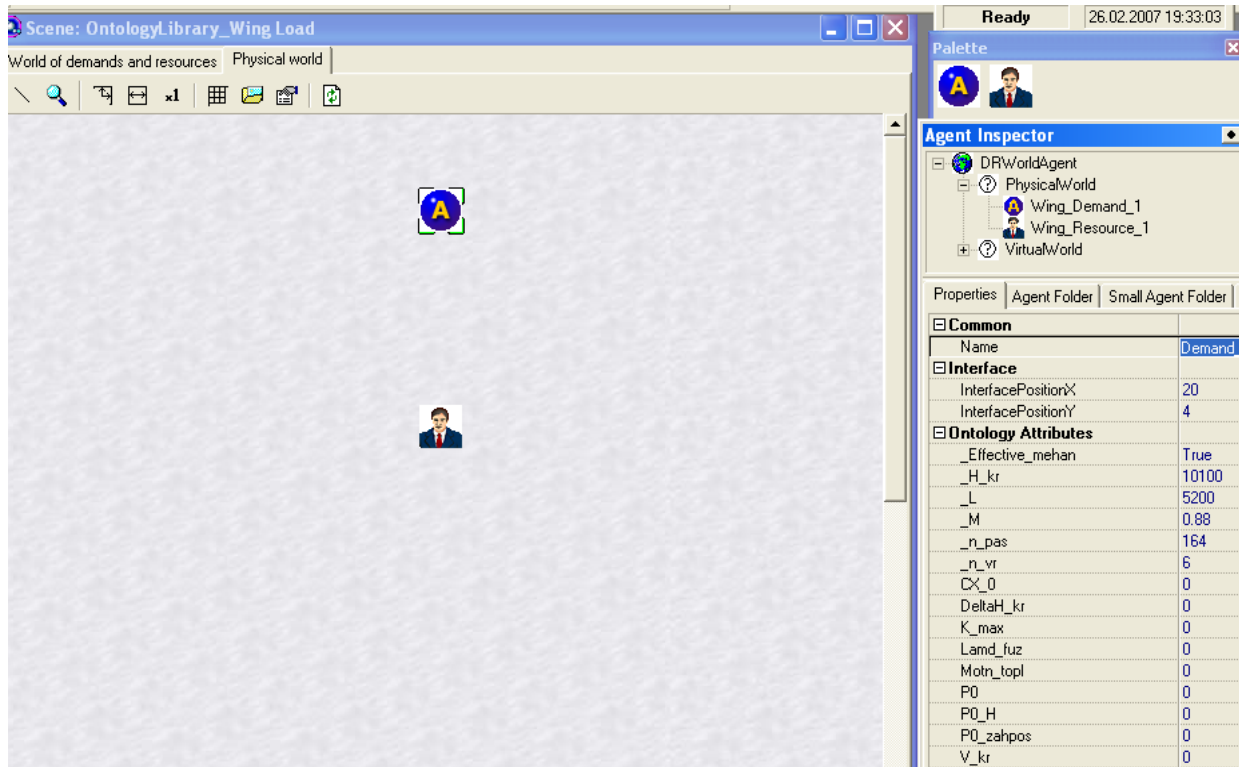 Ready 26.02.2007 19:33:03
Scene: OntologyLibrary_Wing Load
World of demands and resources Physical world
x1
Palette
A
Agent Inspector
DRWorldAgent
PhysicalWorld
Wing_Demand_1
Wing_Resource_1
VirtualWorld
A
Properties Agent Folder Small Agent Folder
Common
Name Demand_
Interface
InterfacePositionX 20
InterfacePositionY 4
Ontology Attributes
_Effective_mehan True
_H_kr 10100
_L 5200
_M 0.88
_n_pas 164
_n_vr 6
CX_0 0
DeltaH_kr 0
K_max 0
Lamd_fuz 0
Motn_topl 0
P0 0
P0_H 0
P0_zahpos 0
V_kr 0